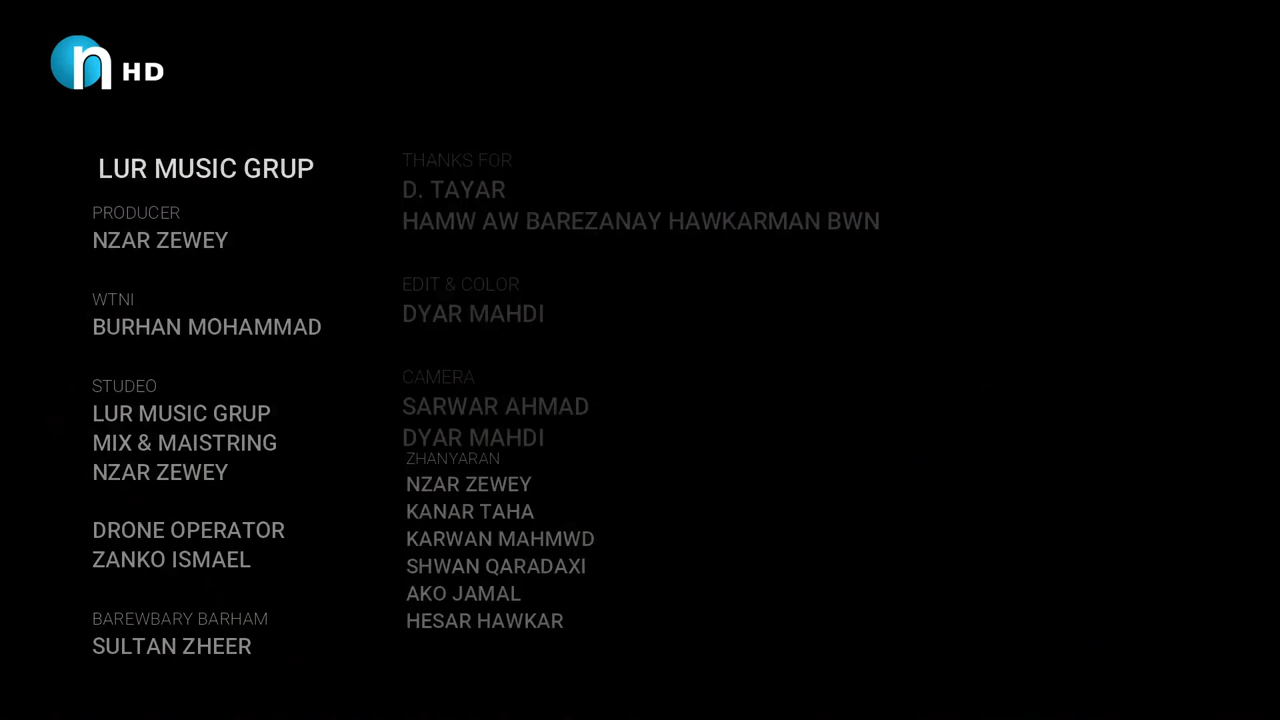 n HD
LUR MUSIC GRUP
PRODUCER
NZAR ZEWEY
WTNI
BURHAN MOHAMMAD
STUDEO
LUR MUSIC GRUP
MIX & MAISTRING
NZAR ZEWEY
DRONE OPERATOR
ZANKO ISMAEL
BAREWBARY BARHAM
SULTAN ZHEER
THANKS FOR
D. TAYAR
HAMW AW BAREZANAY HAWKARMAN BWN
EDIT & COLOR
DYAR MAHDI
CAMERA
SARWAR AHMAD
DYAR MAHDI
ZHANYARAN
NZAR ZEWEY
KANAR TAHA
KARWAN MAHMWD
SHWAN QARADAXI
AKO JAMAL
HESAR HAWKAR